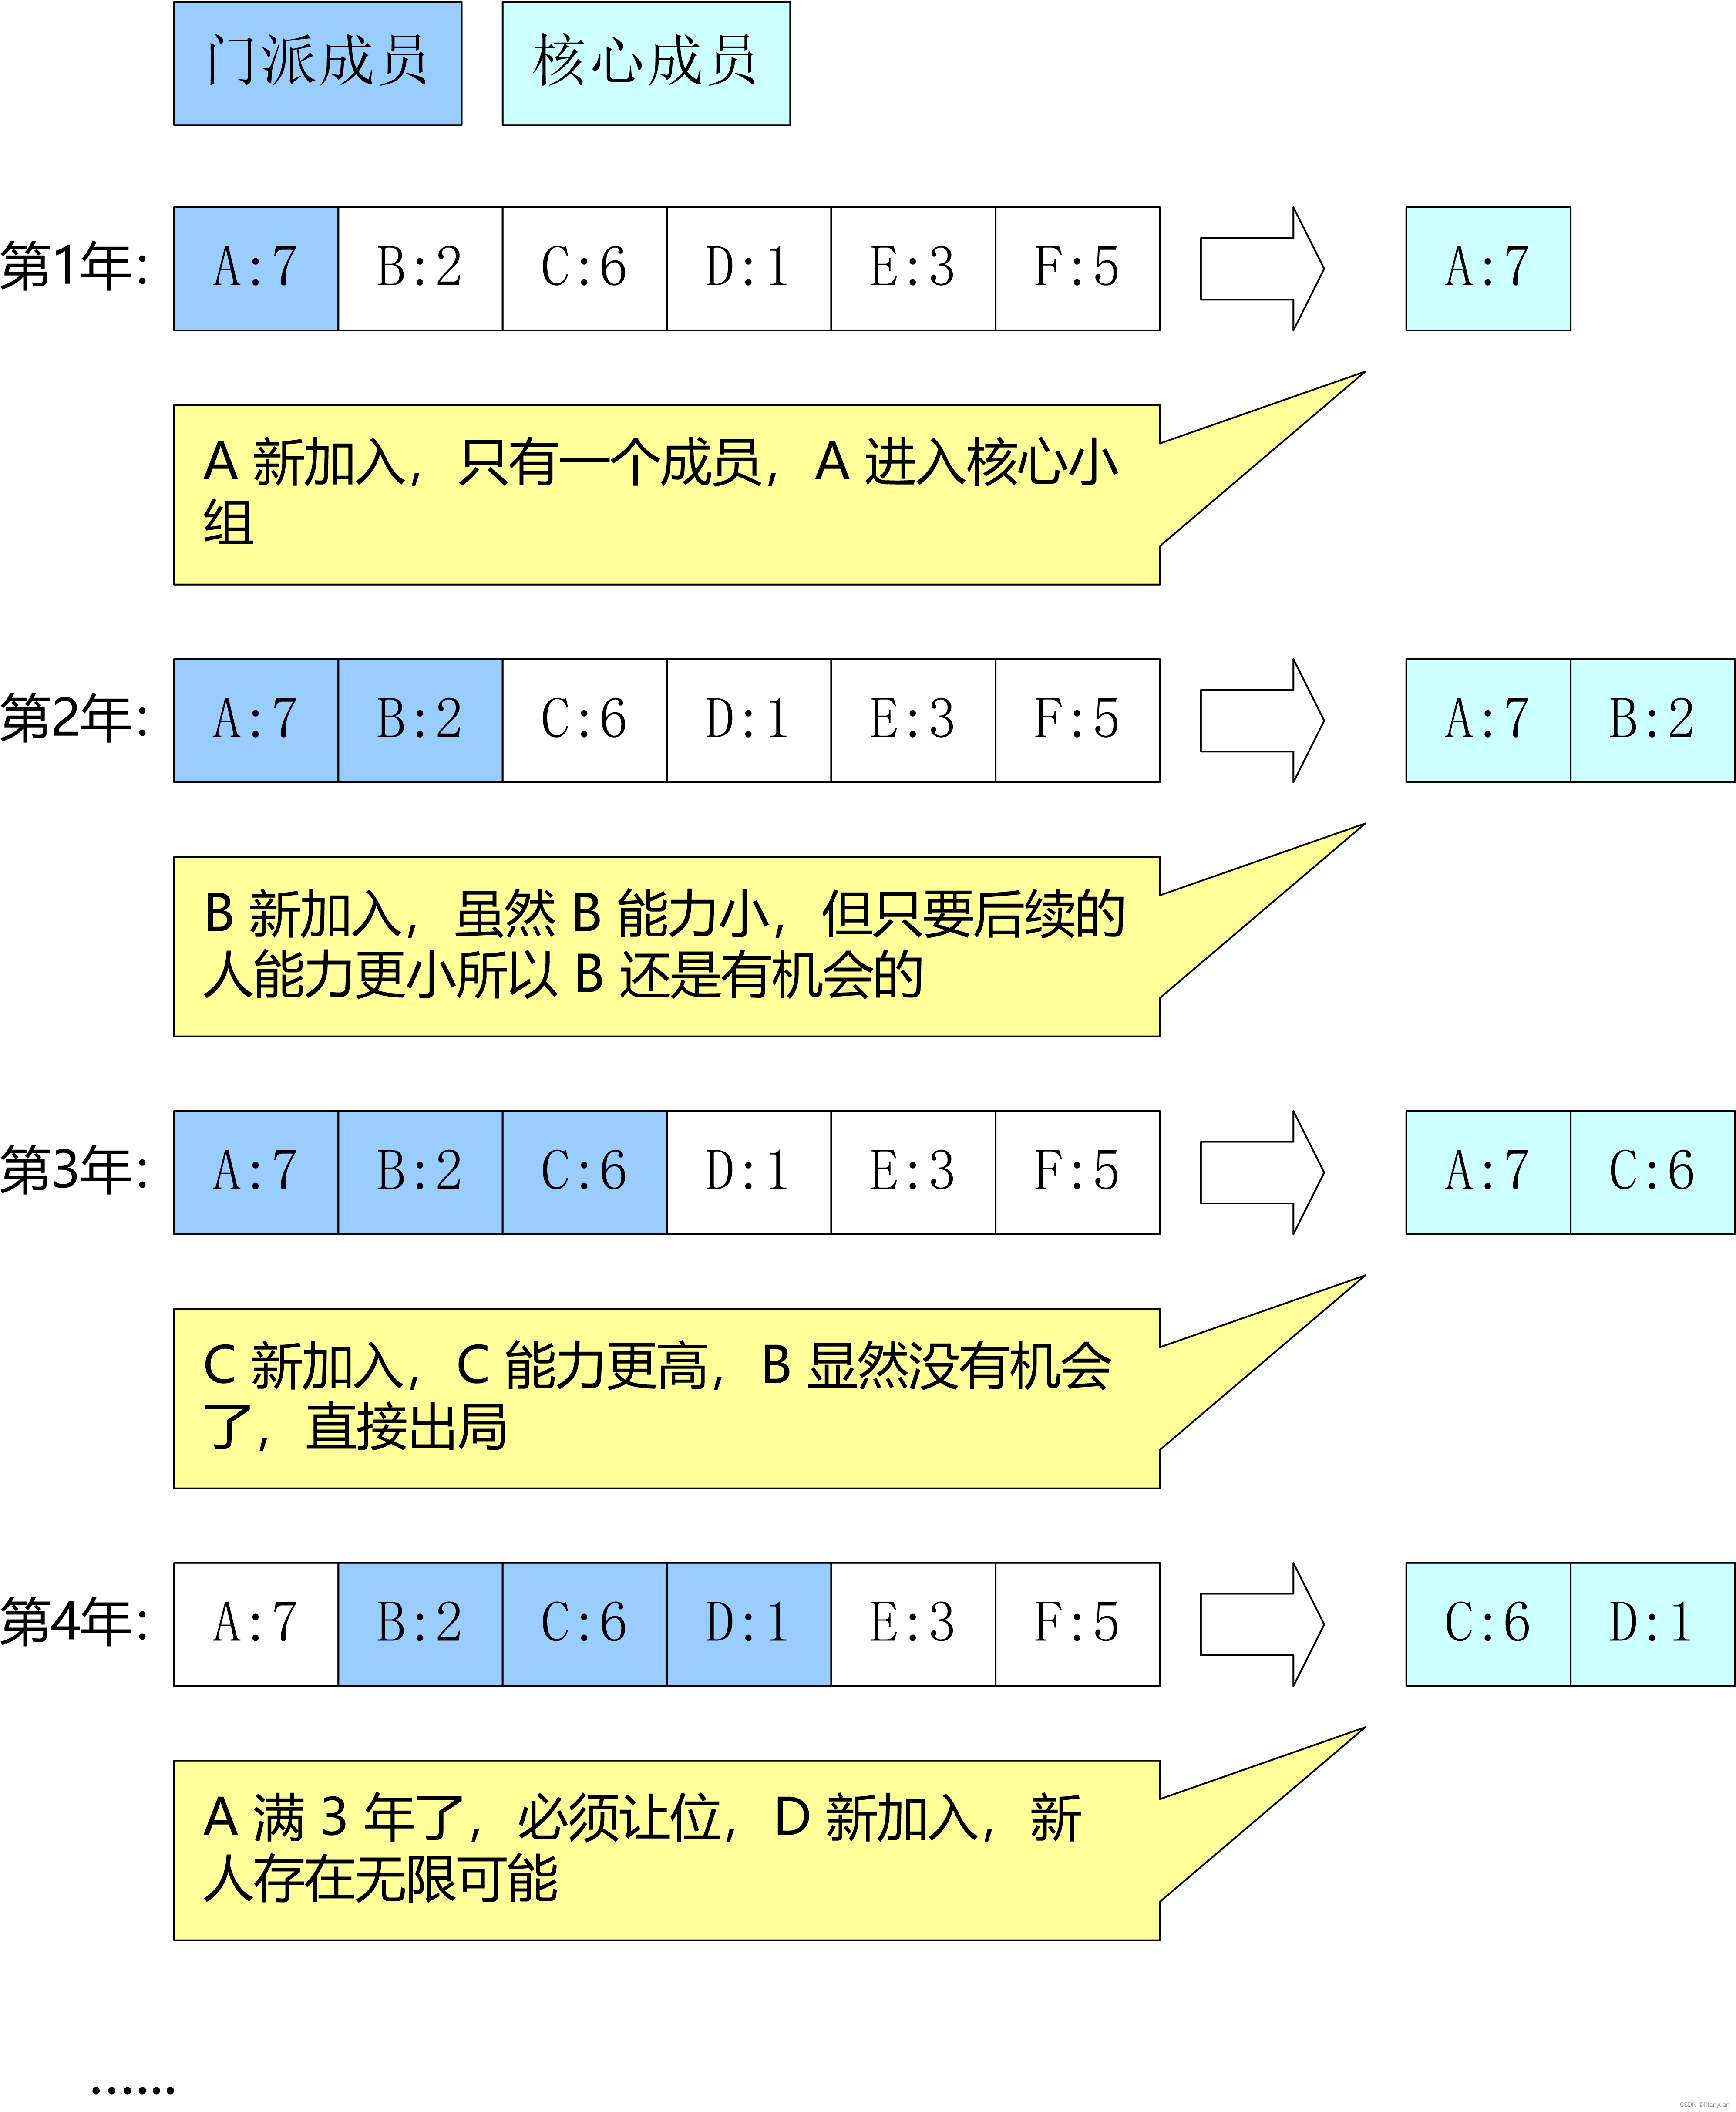 门派成员 核心成员
第1年: A:7 B:2 C:6 D:1 E:3 F:5 A:7
A 新加入，只有一个成员，A 进入核心小
组
第2年: A:7 B:2 C:6 D:1 E:3 F:5 A:7 B:2
B 新加入，虽然 B 能力小，但只要后续的
人能力更小所以 B 还是有机会的
第3年: A:7 B:2 C:6 D:1 E:3 F:5 A:7 C:6
C 新加入，C 能力更高，B 显然没有机会
了，直接出局
第4年: A:7 B:2 C:6 D:1 E:3 F:5 C:6 D:1
A 满 3 年了，必须让位，D 新加入，新
人存在无限可能
……